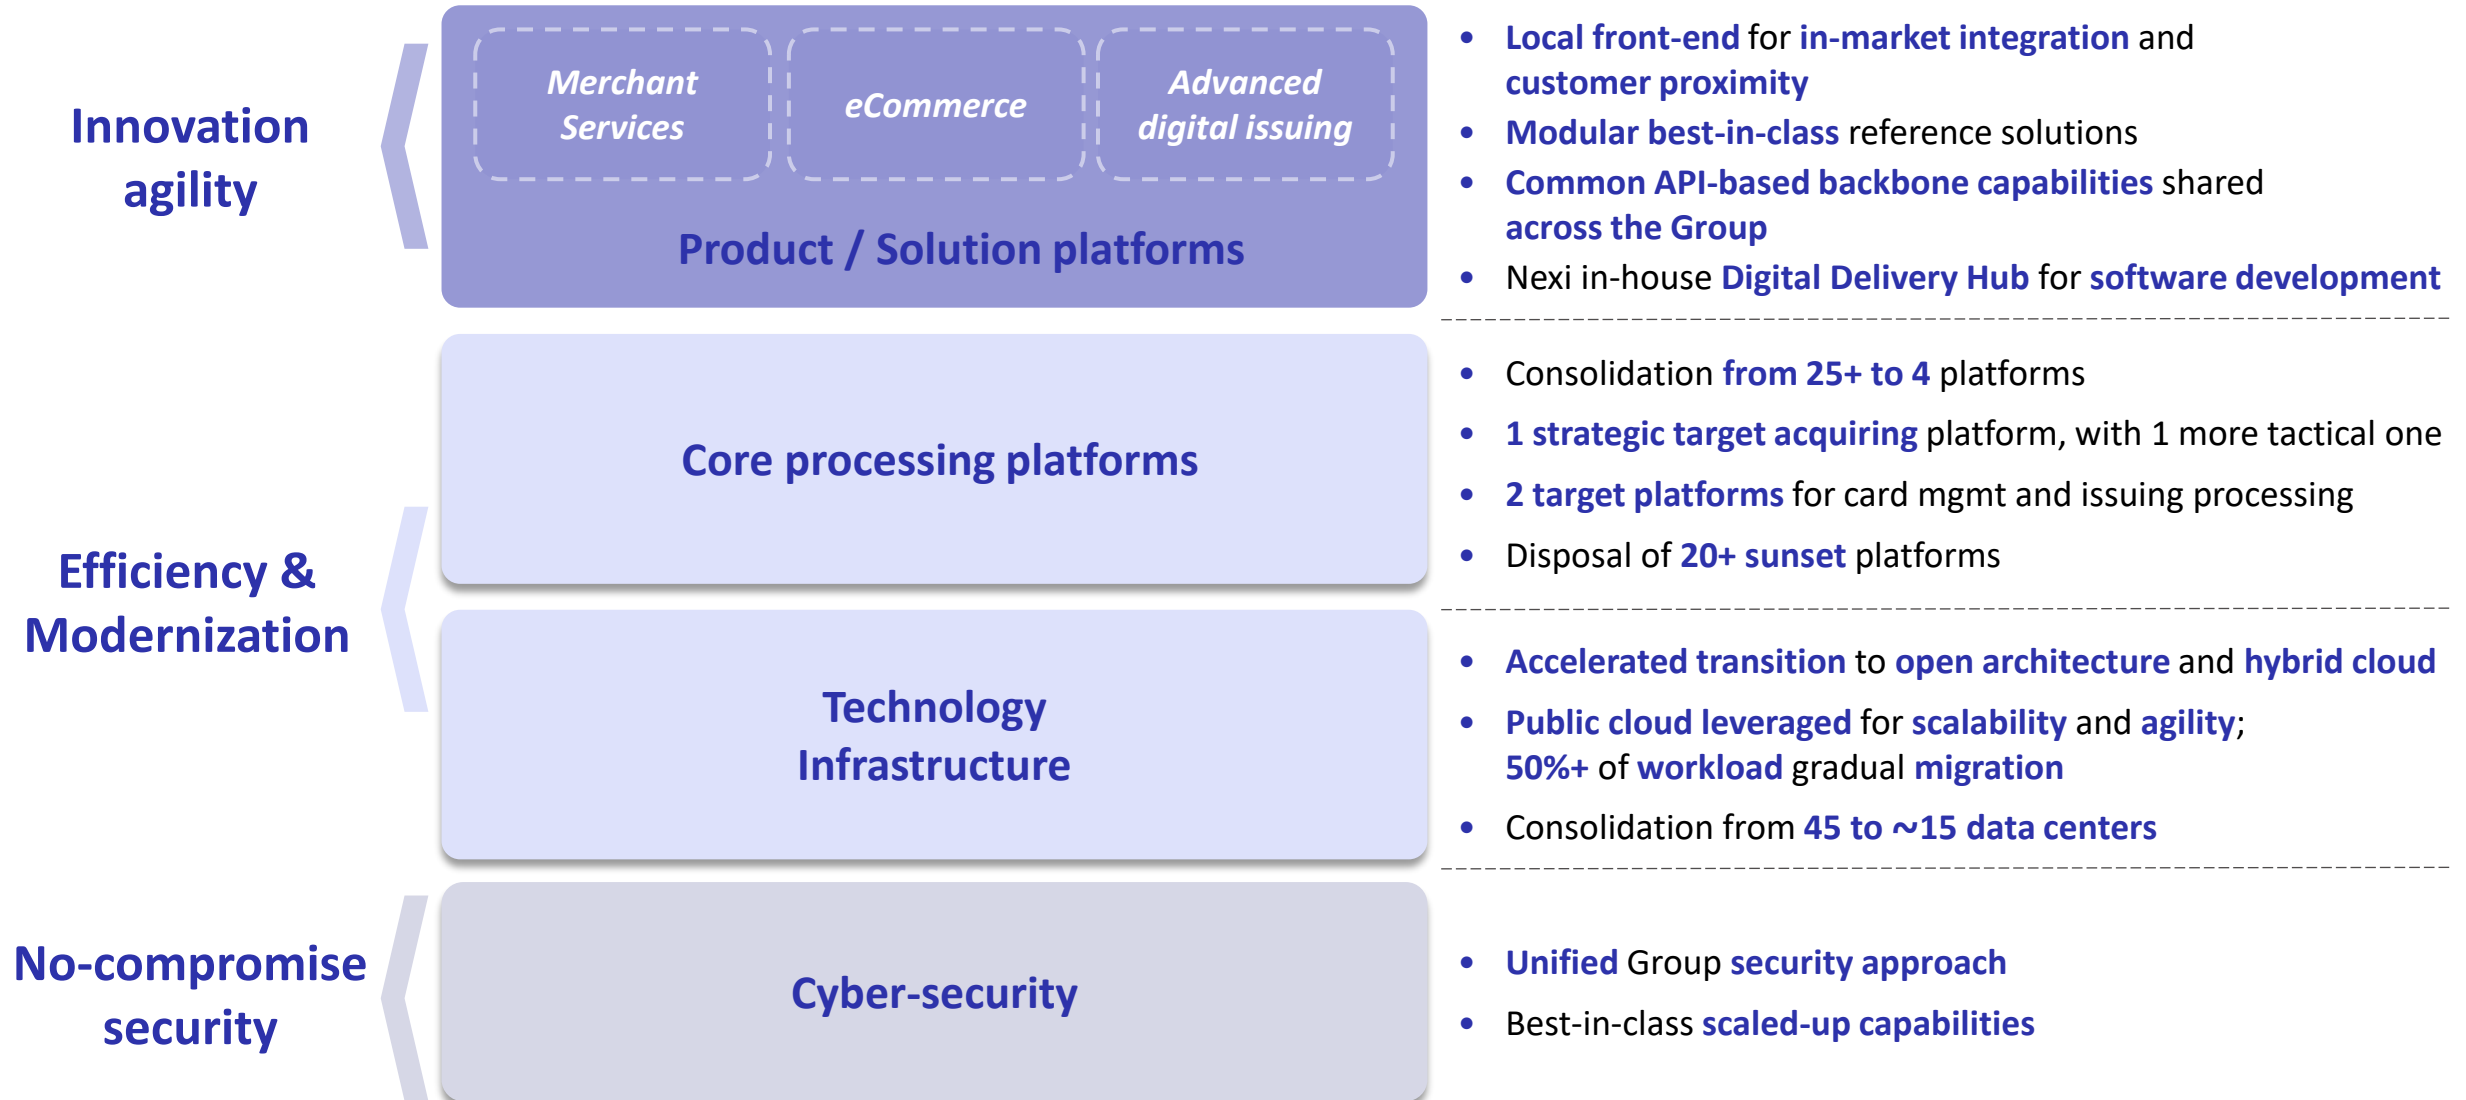 Innovation
agility
Merchant
Services
eCommerce
Advanced
digital issuing
Product / Solution platforms
• Local front-end for in-market integration and
customer proximity
• Modular best-in-class reference solutions
• Common API-based backbone capabilities shared
across the Group
• Nexi in-house Digital Delivery Hub for software development
Efficiency &
Modernization
Core processing platforms
• Consolidation from 25+ to 4 platforms
• 1 strategic target acquiring platform, with 1 more tactical one
• 2 target platforms for card mgmt and issuing processing
• Disposal of 20+ sunset platforms
Technology
Infrastructure
• Accelerated transition to open architecture and hybrid cloud
• Public cloud leveraged for scalability and agility;
50%+ of workload gradual migration
• Consolidation from 45 to ~15 data centers
No-compromise
security
Cyber-security
• Unified Group security approach
• Best-in-class scaled-up capabilities